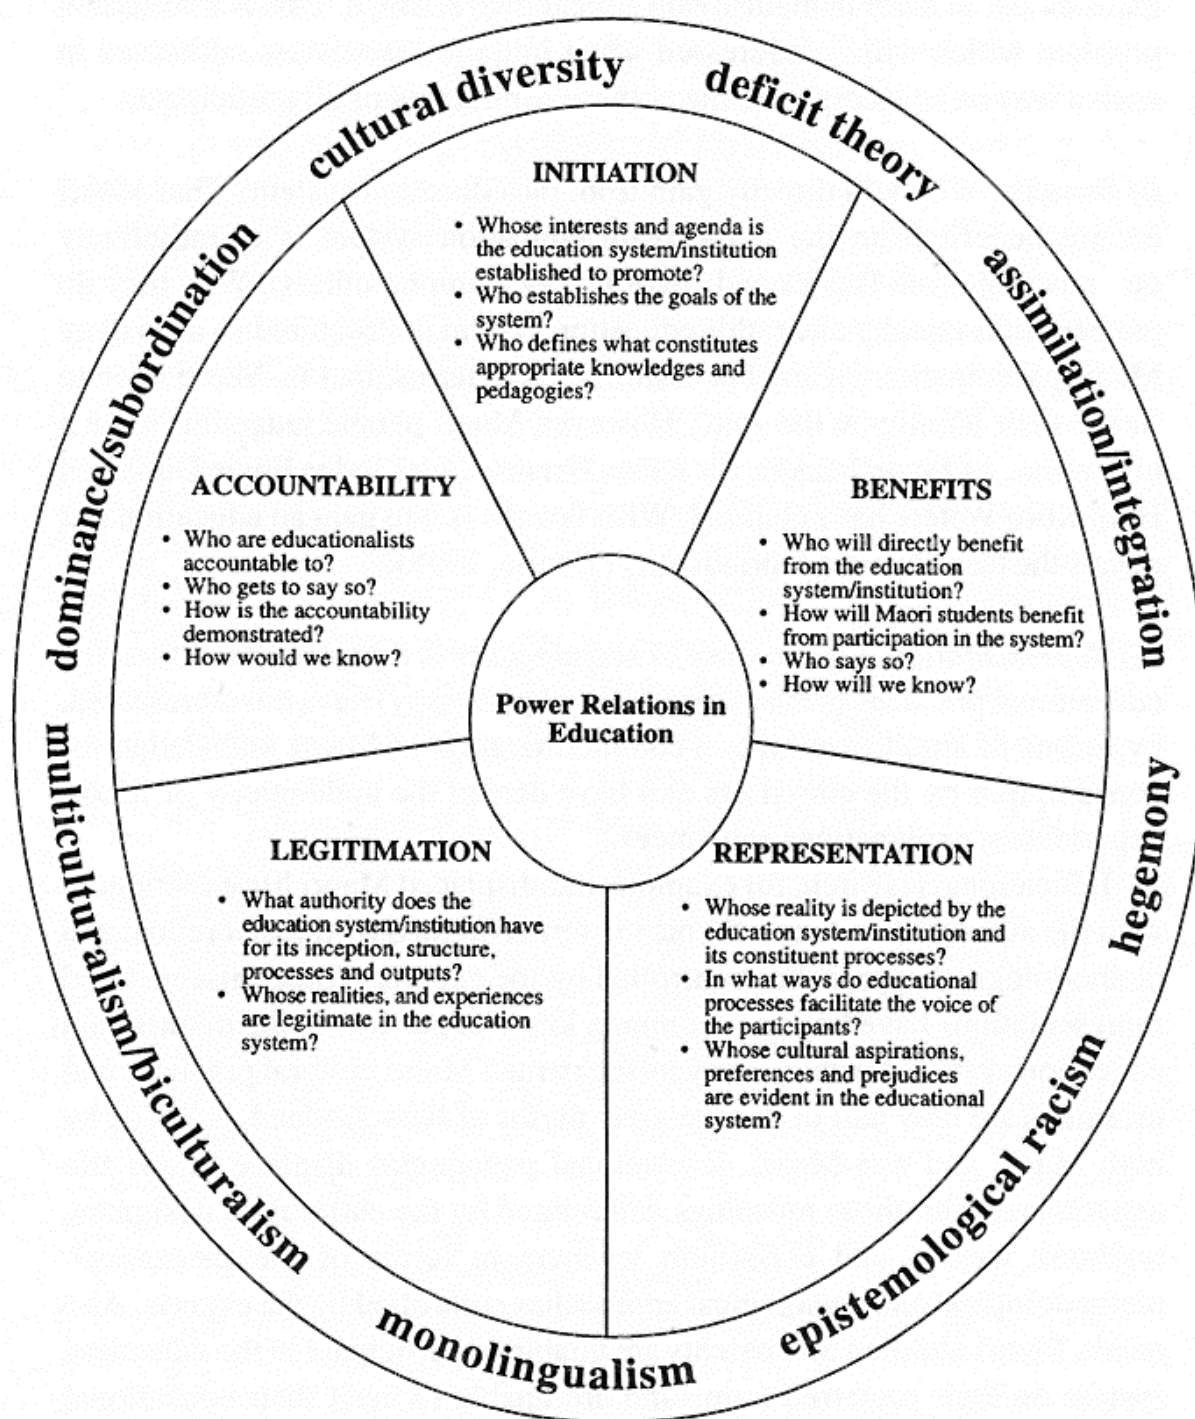 cultural diversity
deficit theory
assimilation/integration
hegemony
epistemological racism
monolingualism
multiculturalism/biculturalism
dominance/subordination
INITIATION
• Whose interests and agenda is
the education system/institution
established to promote?
• Who establishes the goals of the
system?
• Who defines what constitutes
appropriate knowledges and
pedagogies?
BENEFITS
• Who will directly benefit
from the education
system/institution?
• How will Maori students benefit
from participation in the system?
• Who says so?
• How will we know?
REPRESENTATION
• Whose reality is depicted by the
education system/institution and
its constituent processes?
• In what ways do educational
processes facilitate the voice of
the participants?
• Whose cultural aspirations,
preferences and prejudices
are evident in the educational
system?
LEGITIMATION
• What authority does the
education system/institution have
for its inception, structure,
processes and outputs?
• Whose realities, and experiences
are legitimate in the education
system?
ACCOUNTABILITY
• Who are educationalists
accountable to?
• Who gets to say so?
• How is the accountability
demonstrated?
• How would we know?
Power Relations in
Education